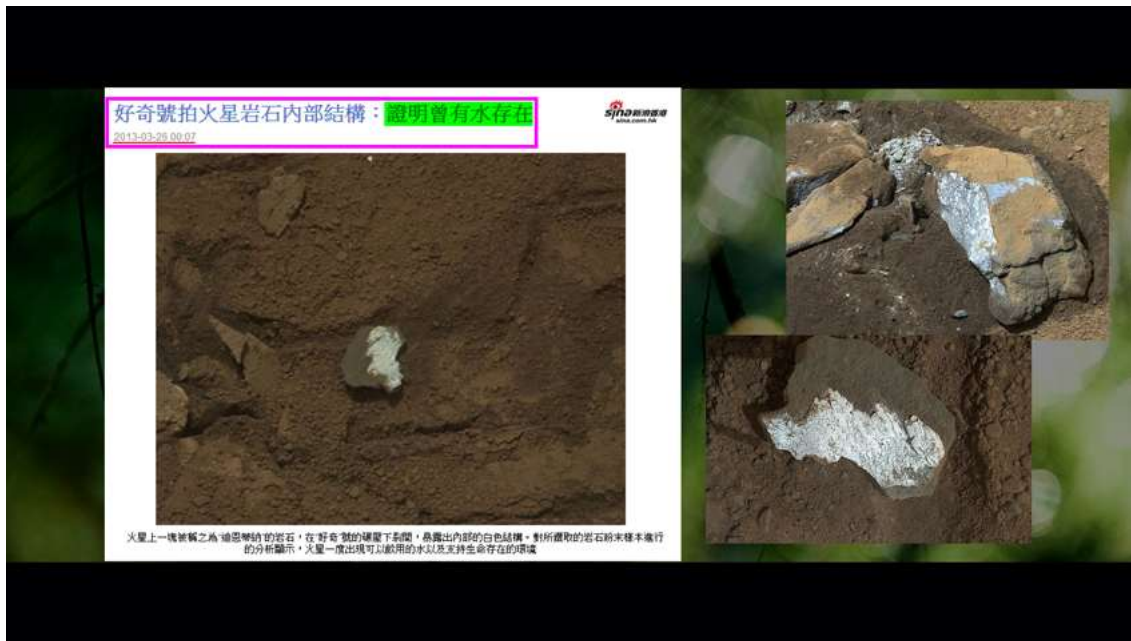 好奇號拍火星岩石內部結構：證明曾有水存在
2013-03-26 00:07
sina新浪香港
sina.com.hk
火星上一塊被稱之為“迪恩蒂納”的岩石，在“好奇”號的碾壓下裂開，暴露出內部的白色結構。對所鑽取的岩石粉末樣本進行
的分析顯示，火星一度出現可以飲用的水以及支持生命存在的環境